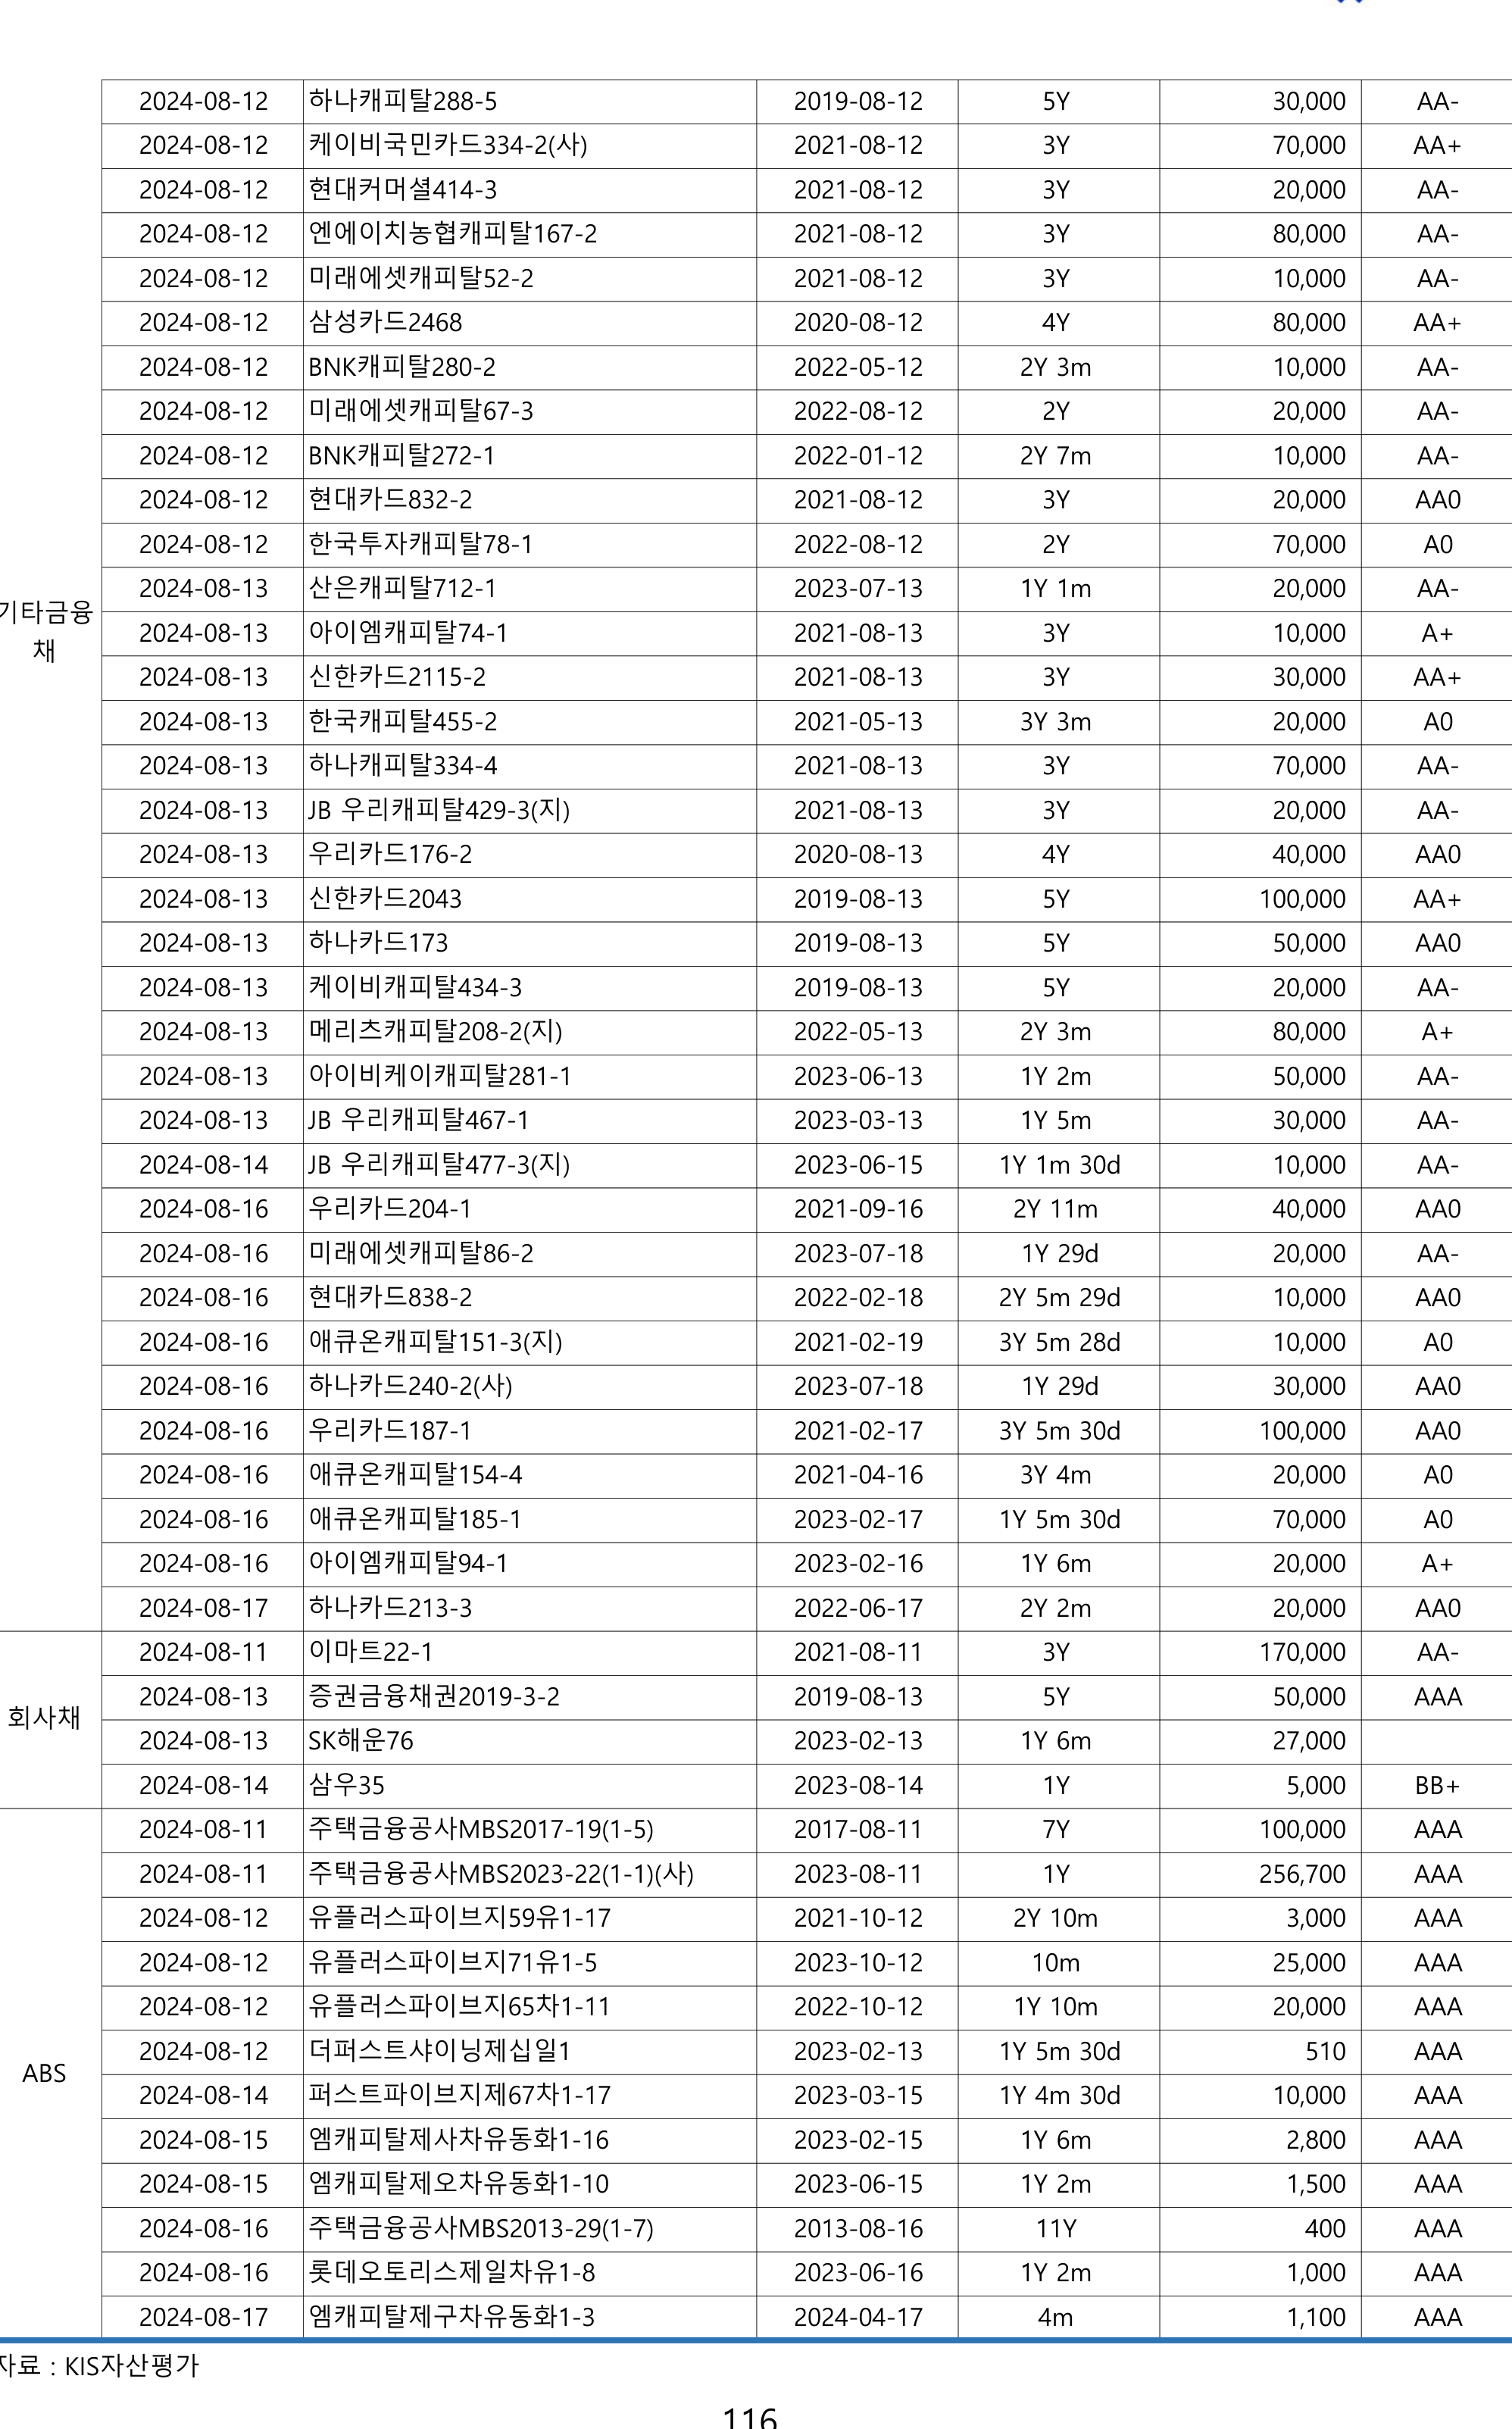 2024-08-12 하나캐피탈288-5 2019-08-12 5Y 30,000 AA-
2024-08-12 케이비국민카드334-2(사) 2021-08-12 3Y 70,000 AA+
2024-08-12 현대커머셜414-3 2021-08-12 3Y 20,000 AA-
2024-08-12 엔에이치농협캐피탈167-2 2021-08-12 3Y 80,000 AA-
2024-08-12 미래에셋캐피탈52-2 2021-08-12 3Y 10,000 AA-
2024-08-12 삼성카드2468 2020-08-12 4Y 80,000 AA+
2024-08-12 BNK캐피탈280-2 2022-05-12 2Y 3m 10,000 AA-
2024-08-12 미래에셋캐피탈67-3 2022-08-12 2Y 20,000 AA-
2024-08-12 BNK캐피탈272-1 2022-01-12 2Y 7m 10,000 AA-
2024-08-12 현대카드832-2 2021-08-12 3Y 20,000 AA0
2024-08-12 한국투자캐피탈78-1 2022-08-12 2Y 70,000 A0
2024-08-13 산은캐피탈712-1 2023-07-13 1Y 1m 20,000 AA-
기타금융
채
2024-08-13 아이엠캐피탈74-1 2021-08-13 3Y 10,000 A+
2024-08-13 신한카드2115-2 2021-08-13 3Y 30,000 AA+
2024-08-13 한국캐피탈455-2 2021-05-13 3Y 3m 20,000 A0
2024-08-13 하나캐피탈334-4 2021-08-13 3Y 70,000 AA-
2024-08-13 JB 우리캐피탈429-3(지) 2021-08-13 3Y 20,000 AA-
2024-08-13 우리카드176-2 2020-08-13 4Y 40,000 AA0
2024-08-13 신한카드2043 2019-08-13 5Y 100,000 AA+
2024-08-13 하나카드173 2019-08-13 5Y 50,000 AA0
2024-08-13 케이비캐피탈434-3 2019-08-13 5Y 20,000 AA-
2024-08-13 메리츠캐피탈208-2(지) 2022-05-13 2Y 3m 80,000 A+
2024-08-13 아이비케이캐피탈281-1 2023-06-13 1Y 2m 50,000 AA-
2024-08-13 JB 우리캐피탈467-1 2023-03-13 1Y 5m 30,000 AA-
2024-08-14 JB 우리캐피탈477-3(지) 2023-06-15 1Y 1m 30d 10,000 AA-
2024-08-16 우리카드204-1 2021-09-16 2Y 11m 40,000 AA0
2024-08-16 미래에셋캐피탈86-2 2023-07-18 1Y 29d 20,000 AA-
2024-08-16 현대카드838-2 2022-02-18 2Y 5m 29d 10,000 AA0
2024-08-16 애큐온캐피탈151-3(지) 2021-02-19 3Y 5m 28d 10,000 A0
2024-08-16 하나카드240-2(사) 2023-07-18 1Y 29d 30,000 AA0
2024-08-16 우리카드187-1 2021-02-17 3Y 5m 30d 100,000 AA0
2024-08-16 애큐온캐피탈154-4 2021-04-16 3Y 4m 20,000 A0
2024-08-16 애큐온캐피탈185-1 2023-02-17 1Y 5m 30d 70,000 A0
2024-08-16 아이엠캐피탈94-1 2023-02-16 1Y 6m 20,000 A+
2024-08-17 하나카드213-3 2022-06-17 2Y 2m 20,000 AA0
회사채
2024-08-11 이마트22-1 2021-08-11 3Y 170,000 AA-
2024-08-13 증권금융채권2019-3-2 2019-08-13 5Y 50,000 AAA
2024-08-13 SK해운76 2023-02-13 1Y 6m 27,000
2024-08-14 삼우35 2023-08-14 1Y 5,000 BB+
ABS
2024-08-11 주택금융공사MBS2017-19(1-5) 2017-08-11 7Y 100,000 AAA
2024-08-11 주택금융공사MBS2023-22(1-1)(사) 2023-08-11 1Y 256,700 AAA
2024-08-12 유플러스파이브지59유1-17 2021-10-12 2Y 10m 3,000 AAA
2024-08-12 유플러스파이브지71유1-5 2023-10-12 10m 25,000 AAA
2024-08-12 유플러스파이브지65차1-11 2022-10-12 1Y 10m 20,000 AAA
2024-08-12 더퍼스트샤이닝제십일1 2023-02-13 1Y 5m 30d 510 AAA
2024-08-14 퍼스트파이브지제67차1-17 2023-03-15 1Y 4m 30d 10,000 AAA
2024-08-15 엠캐피탈제사차유동화1-16 2023-02-15 1Y 6m 2,800 AAA
2024-08-15 엠캐피탈제오차유동화1-10 2023-06-15 1Y 2m 1,500 AAA
2024-08-16 주택금융공사MBS2013-29(1-7) 2013-08-16 11Y 400 AAA
2024-08-16 롯데오토리스제일차유1-8 2023-06-16 1Y 2m 1,000 AAA
2024-08-17 엠캐피탈제구차유동화1-3 2024-04-17 4m 1,100 AAA
자료 : KIS자산평가
116